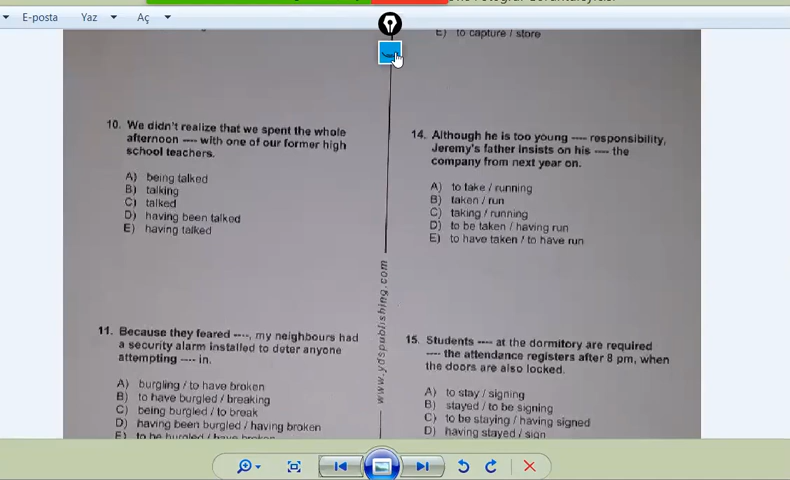 E-posta Yaz Aç
E) to capture / store
10. We didn't realize that we spent the whole
afternoon ---- with one of our former high
school teachers.
A) being talked
B) talking
C) talked
D) having been talked
E) having talked
11. Because they feared ----, my neighbours had
a security alarm installed to deter anyone
attempting ---- in.
A) burgling / to have broken
B) to have burgled / breaking
C) being burgled / to break
D) having been burgled / having broken
E) to be burgled / have broken
www.ydspublishing.com
14. Although he is too young ---- responsibility,
Jeremy's father insists on his ---- the
company from next year on.
A) to take / running
B) taken / run
C) taking / running
D) to be taken / having run
E) to have taken / to have run
15. Students ---- at the dormitory are required
---- the attendance registers after 8 pm, when
the doors are also locked.
A) to stay / signing
B) stayed / to be signing
C) to be staying / having signed
D) having stayed / sign